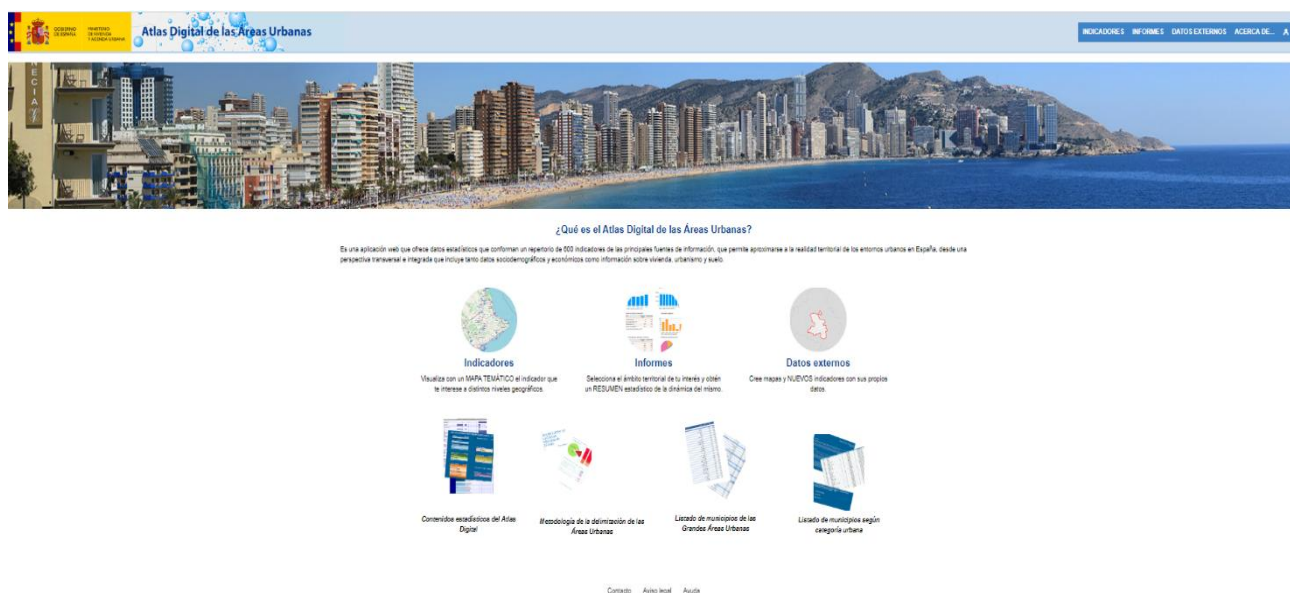 GOBIERNO
DE ESPAÑA
MINISTERIO
DE VIVIENDA
Y AGENDA URBANA
Atlas Digital de las Áreas Urbanas
INDICADORES INFORMES DATOS EXTERNOS ACERCA DE...
NECIA
¿Qué es el Atlas Digital de las Áreas Urbanas?
Es una aplicación web que ofrece datos estadísticos que conforman un repertorio de 603 indicadores de las principales fuentes de información, que permite aproximarse a la realidad territorial de los entornos urbanos en España, desde una
perspectiva transversal e integrada que incluye tanto datos sociodemográficos y económicos como información sobre vivienda, urbanismo y suelo.
Indicadores
Visualiza con un MAPA TEMÁTICO el indicador que
te interese a distintos niveles geográficos.
Informes
Selecciona el ámbito territorial de tu interés y obtén
un RESUMEN estadístico de la dinámica del mismo.
Datos externos
Cree mapas y NUEVOS indicadores con sus propios
datos.
Contenidos estadísticos del Atlas
Digital
Metodología de la delimitación de las
Áreas Urbanas
Listado de municipios de las
Grandes Áreas Urbanas
Listado de municipios según
categoría urbana
Contacto Aviso legal Ayuda